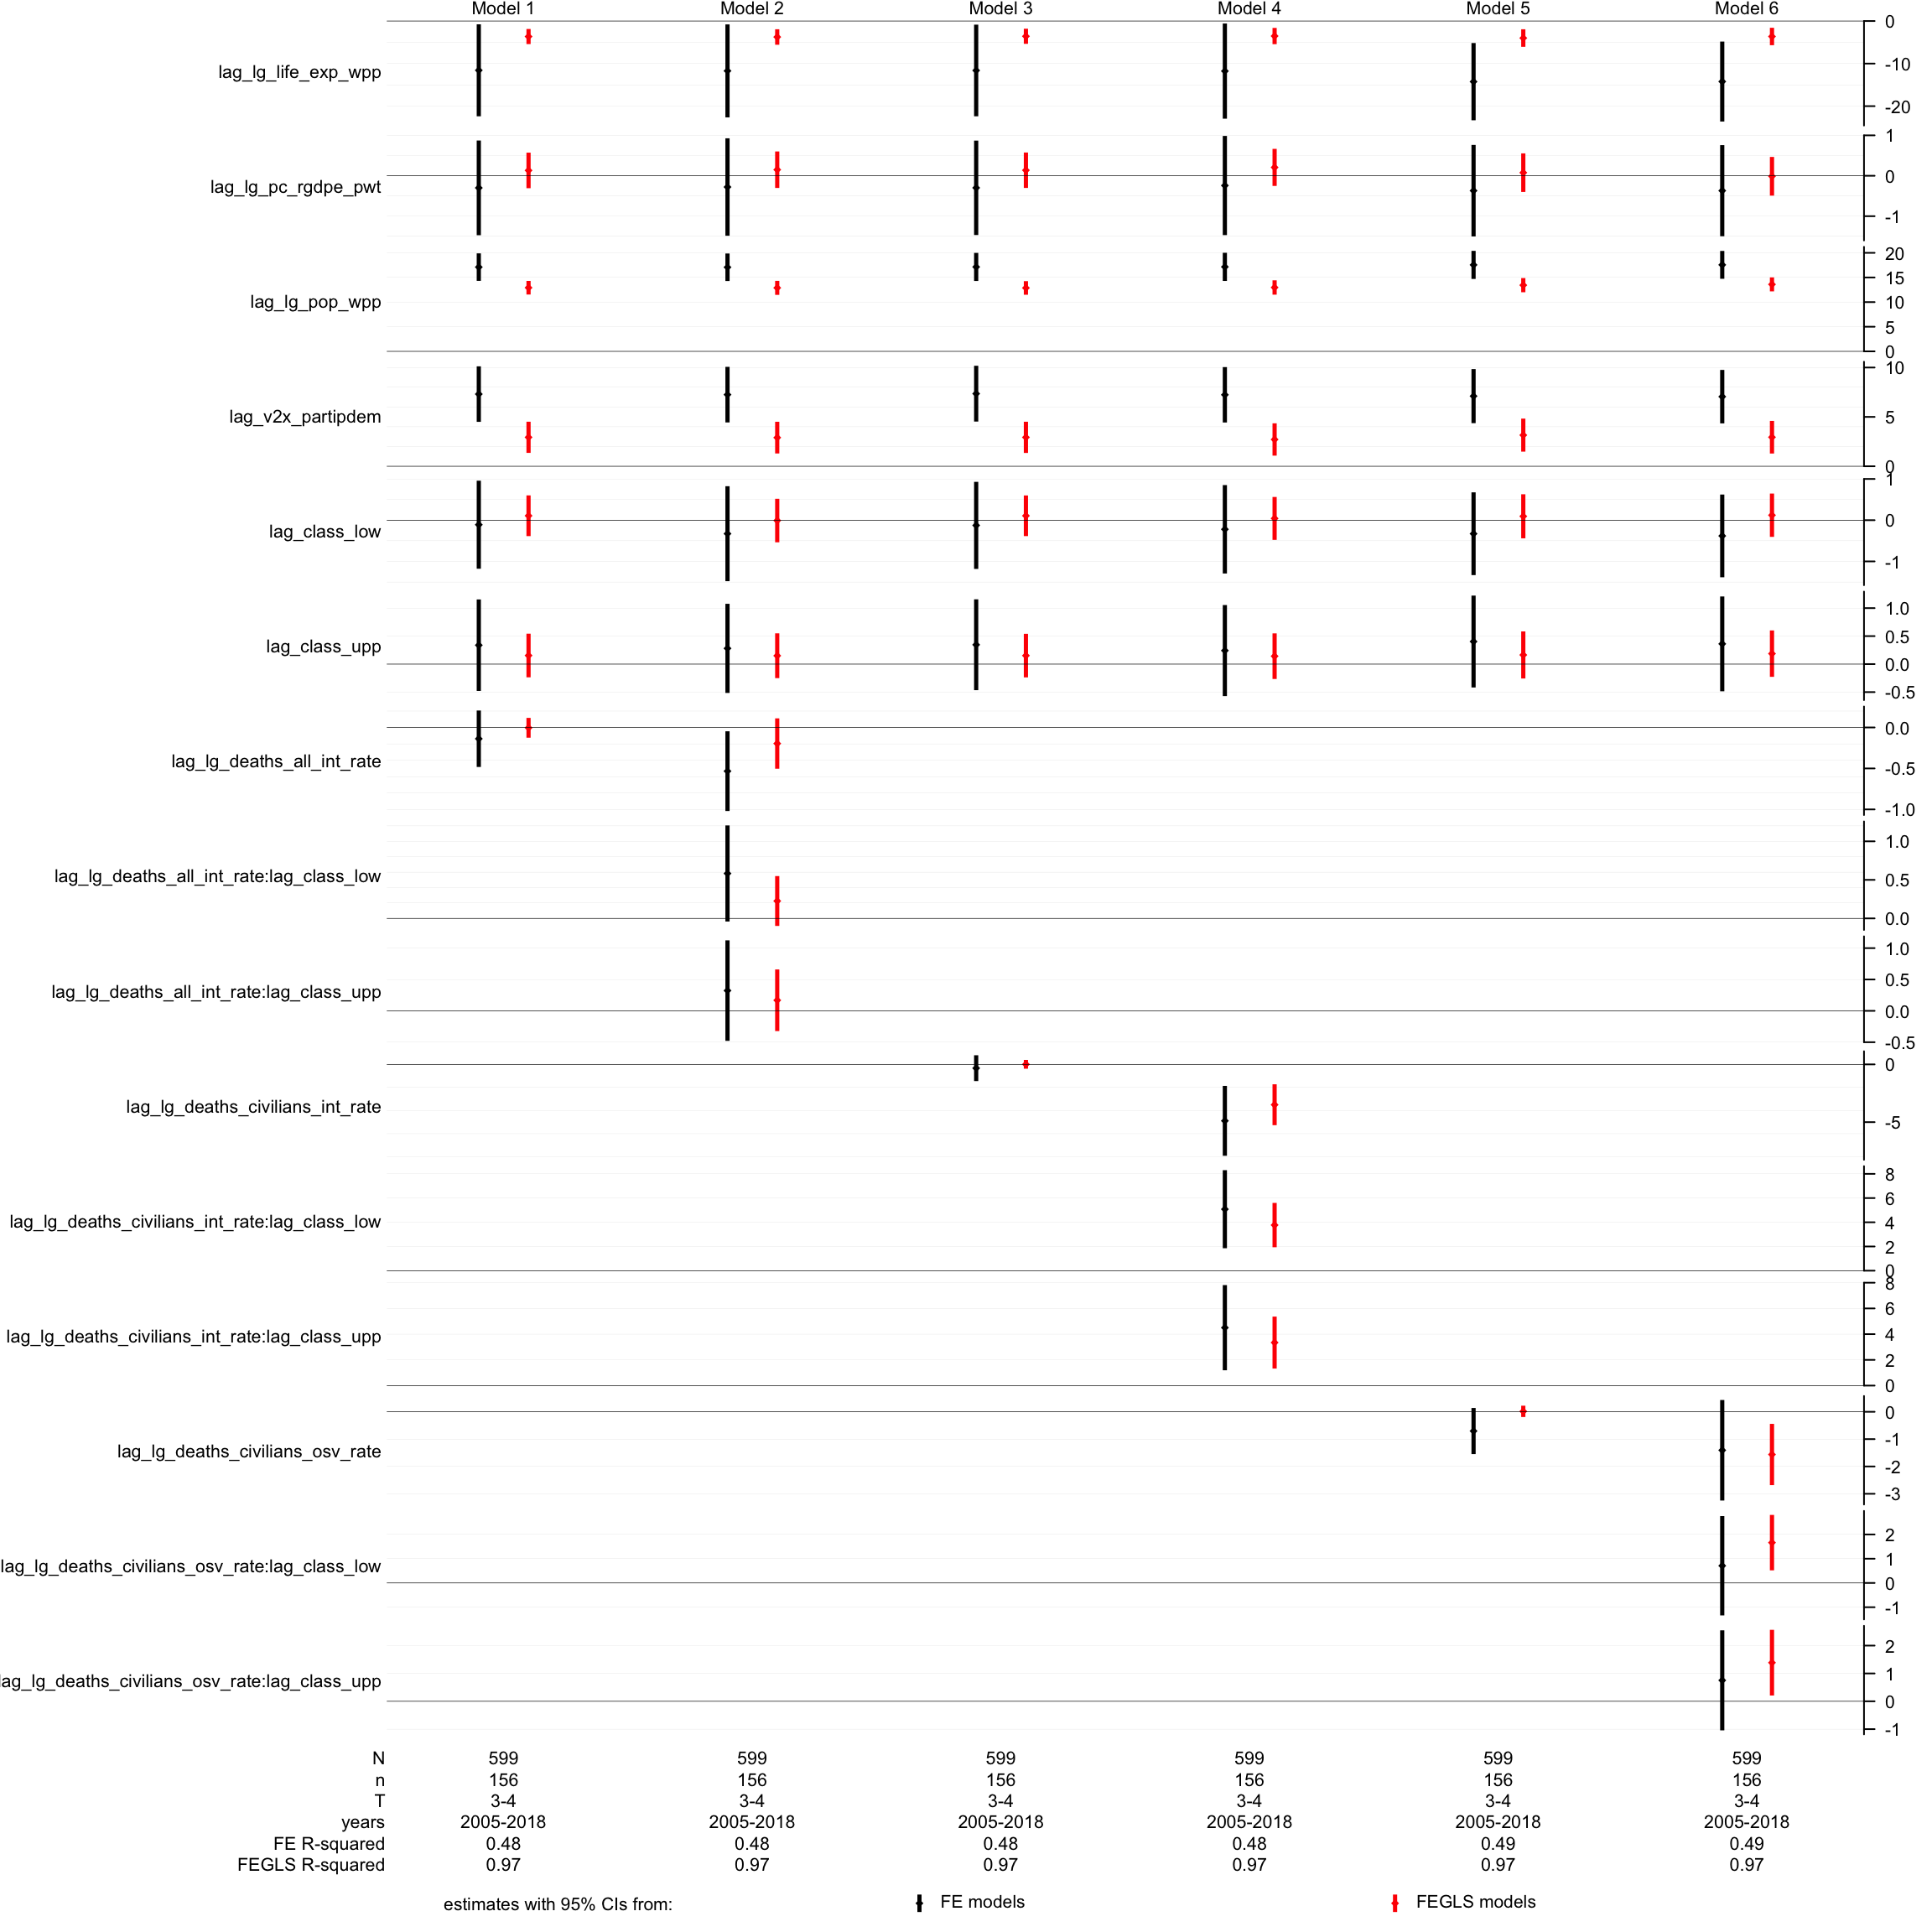 Model 1 Model 2 Model 3 Model 4 Model 5 Model 6
lag_lg_life_exp_wpp
0
-10
-20
lag_lg_pc_rgdpe_pwt
1
0
-1
lag_lg_pop_wpp
20
15
10
5
0
lag_v2x_partipdem
10
5
0
lag_class_low
1
0
-1
lag_class_upp
1.0
0.5
0.0
-0.5
lag_lg_deaths_all_int_rate
0.0
-0.5
-1.0
lag_lg_deaths_all_int_rate:lag_class_low
1.0
0.5
0.0
lag_lg_deaths_all_int_rate:lag_class_upp
1.0
0.5
0.0
-0.5
lag_lg_deaths_civilians_int_rate
0
-5
lag_lg_deaths_civilians_int_rate:lag_class_low
8
6
4
2
0
lag_lg_deaths_civilians_int_rate:lag_class_upp
8
6
4
2
0
lag_lg_deaths_civilians_osv_rate
0
-1
-2
-3
lag_lg_deaths_civilians_osv_rate:lag_class_low
2
1
0
-1
lag_lg_deaths_civilians_osv_rate:lag_class_upp
2
1
0
-1
N 599 599 599 599 599 599
n 156 156 156 156 156 156
T 3-4 3-4 3-4 3-4 3-4 3-4
years 2005-2018 2005-2018 2005-2018 2005-2018 2005-2018 2005-2018
FE R-squared 0.48 0.48 0.48 0.48 0.49 0.49
FEGLS R-squared 0.97 0.97 0.97 0.97 0.97 0.97
estimates with 95% CIs from: FE models FEGLS models